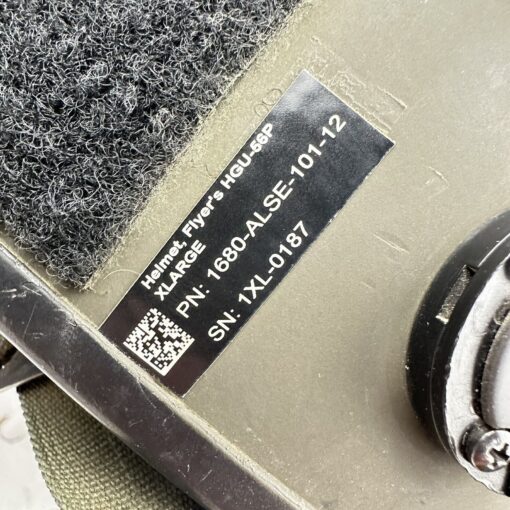 Helmet, Flyer's HGU-56P
XLARGE
PN: 1680-ALSE-101-12
SN: 1XL-0187